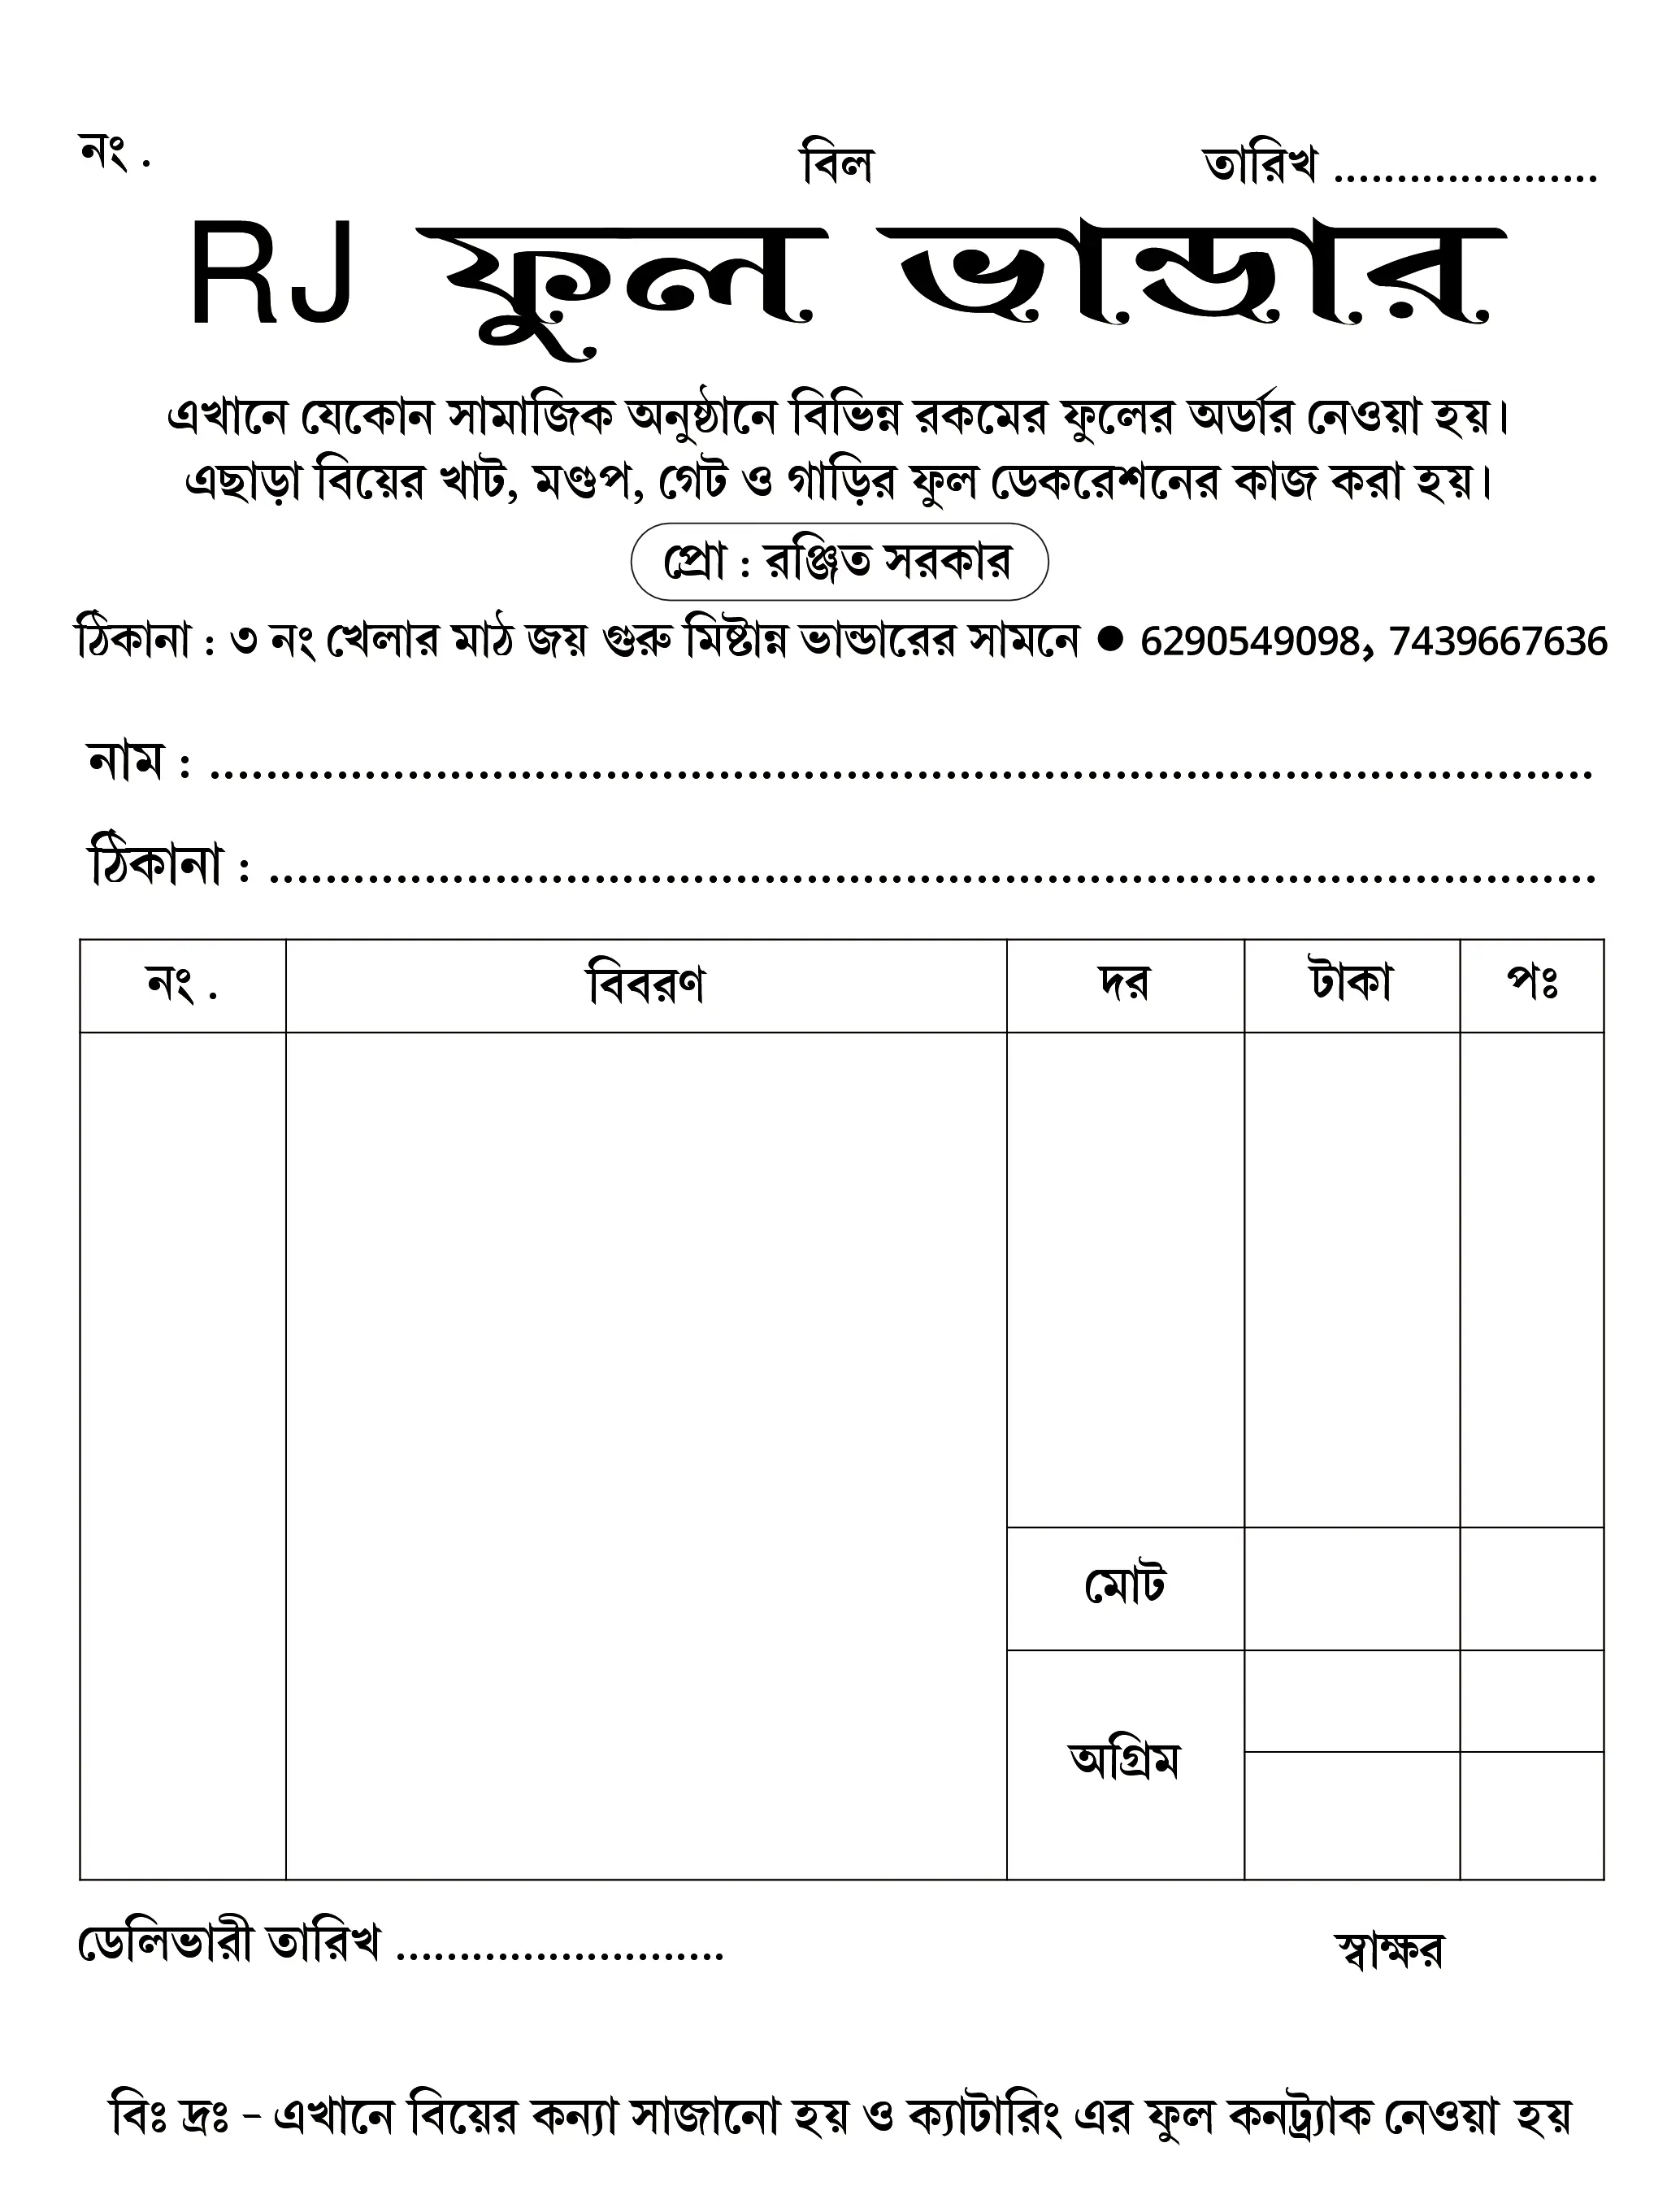 নং .
বিল
তারিখ .....................
RJ ফুল ভান্ডার
এখানে যেকোন সামাজিক অনুষ্ঠানে বিভিন্ন রকমের ফুলের অর্ডার নেওয়া হয়।
এছাড়া বিয়ের খাট, মণ্ডপ, গেট ও গাড়ির ফুল ডেকরেশনের কাজ করা হয়।
প্রো : রঞ্জিত সরকার
ঠিকানা : ৩ নং খেলার মাঠ জয় গুরু মিষ্টান্ন ভান্ডারের সামনে ● 6290549098, 7439667636
নাম : ....................................................................................................
ঠিকানা : ................................................................................................
নং . বিবরণ দর টাকা পঃ
মোট
অগ্রিম
ডেলিভারী তারিখ ..........................
স্বাক্ষর
বিঃ দ্রঃ - এখানে বিয়ের কন্যা সাজানো হয় ও ক্যাটারিং এর ফুল কনট্র্যাক নেওয়া হয়